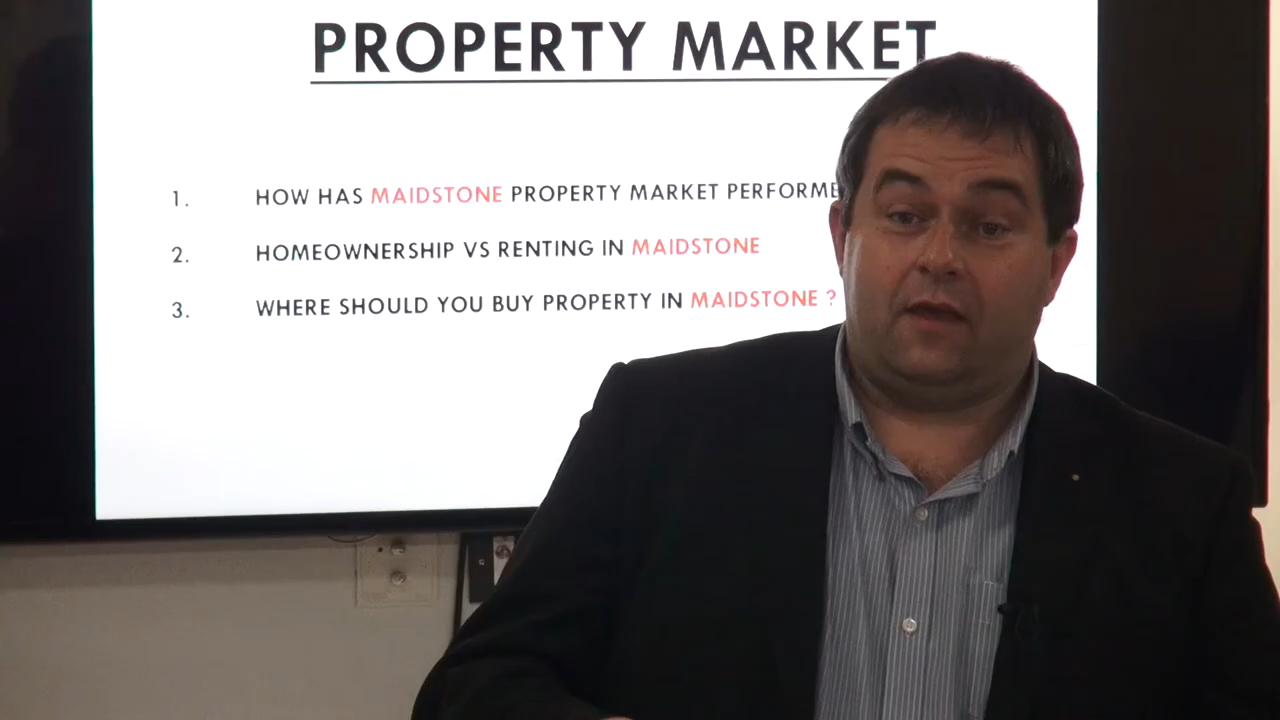 PROPERTY MARKET
1. HOW HAS MAIDSTONE PROPERTY MARKET PERFORME
2. HOMEOWNERSHIP VS RENTING IN MAIDSTONE
3. WHERE SHOULD YOU BUY PROPERTY IN MAIDSTONE ?